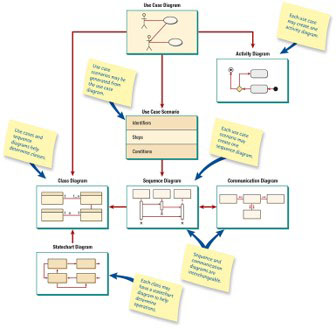 Use Case Diagram
Each use case
may create one
activity diagram.
Activity Diagram
Use case
scenarios may be
generated from
the use case
diagram.
Use Case Scenario
Identifiers
Steps
Conditions
Use cases and
sequence
diagrams help
determine classes.
Each use case
scenario may
create one
sequence diagram.
Class Diagram
Sequence Diagram
Communication Diagram
Statechart Diagram
Each class may
have a statechart
diagram to help
determine
operations.
Sequence and
communication
diagrams are
interchangeable.